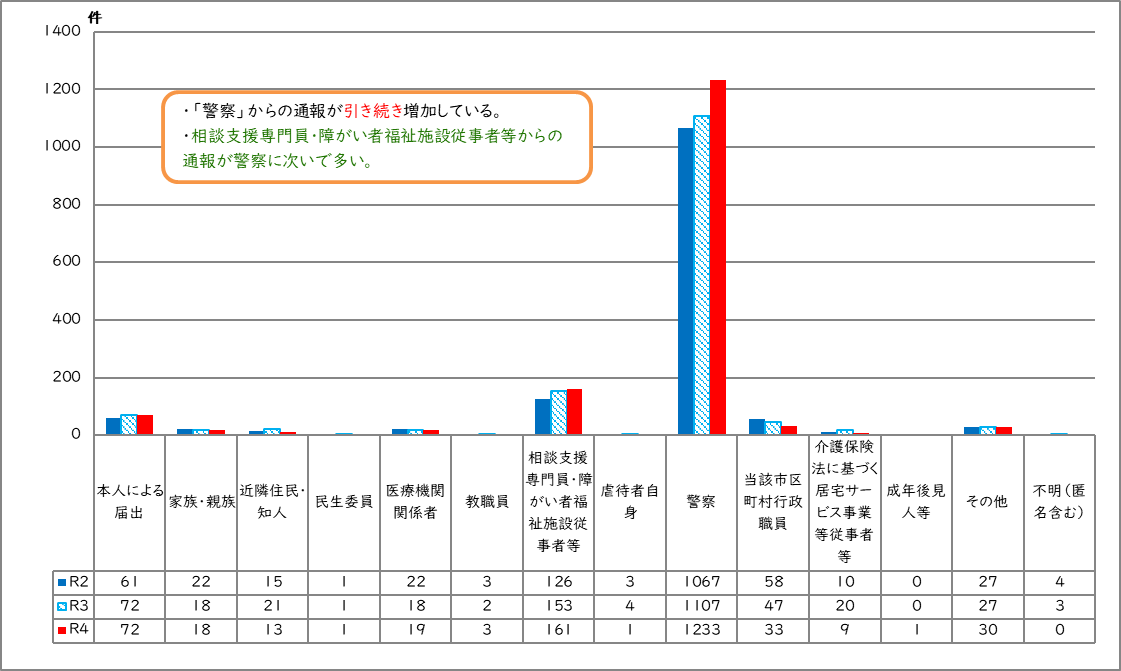 件
1400
1200
1000
800
600
400
200
0
・「警察」からの通報が引き続き増加している。
・相談支援専門員・障がい者福祉施設従事者等からの
通報が警察に次いで多い。
本人による
届出
家族・親族
近隣住民・
知人
民生委員
医療機関
関係者
教職員
相談支援
専門員・障
がい者福
祉施設従
事者等
虐待者自
身
警察
当該市区
町村行政
職員
介護保険
法に基づく
居宅サー
ビス事業
等従事者
等
成年後見
人等
その他
不明（匿
名含む）
R2 61 22 15 1 22 3 126 3 1067 58 10 0 27 4
R3 72 18 21 1 18 2 153 4 1107 47 20 0 27 3
R4 72 18 13 1 19 3 161 1 1233 33 9 1 30 0